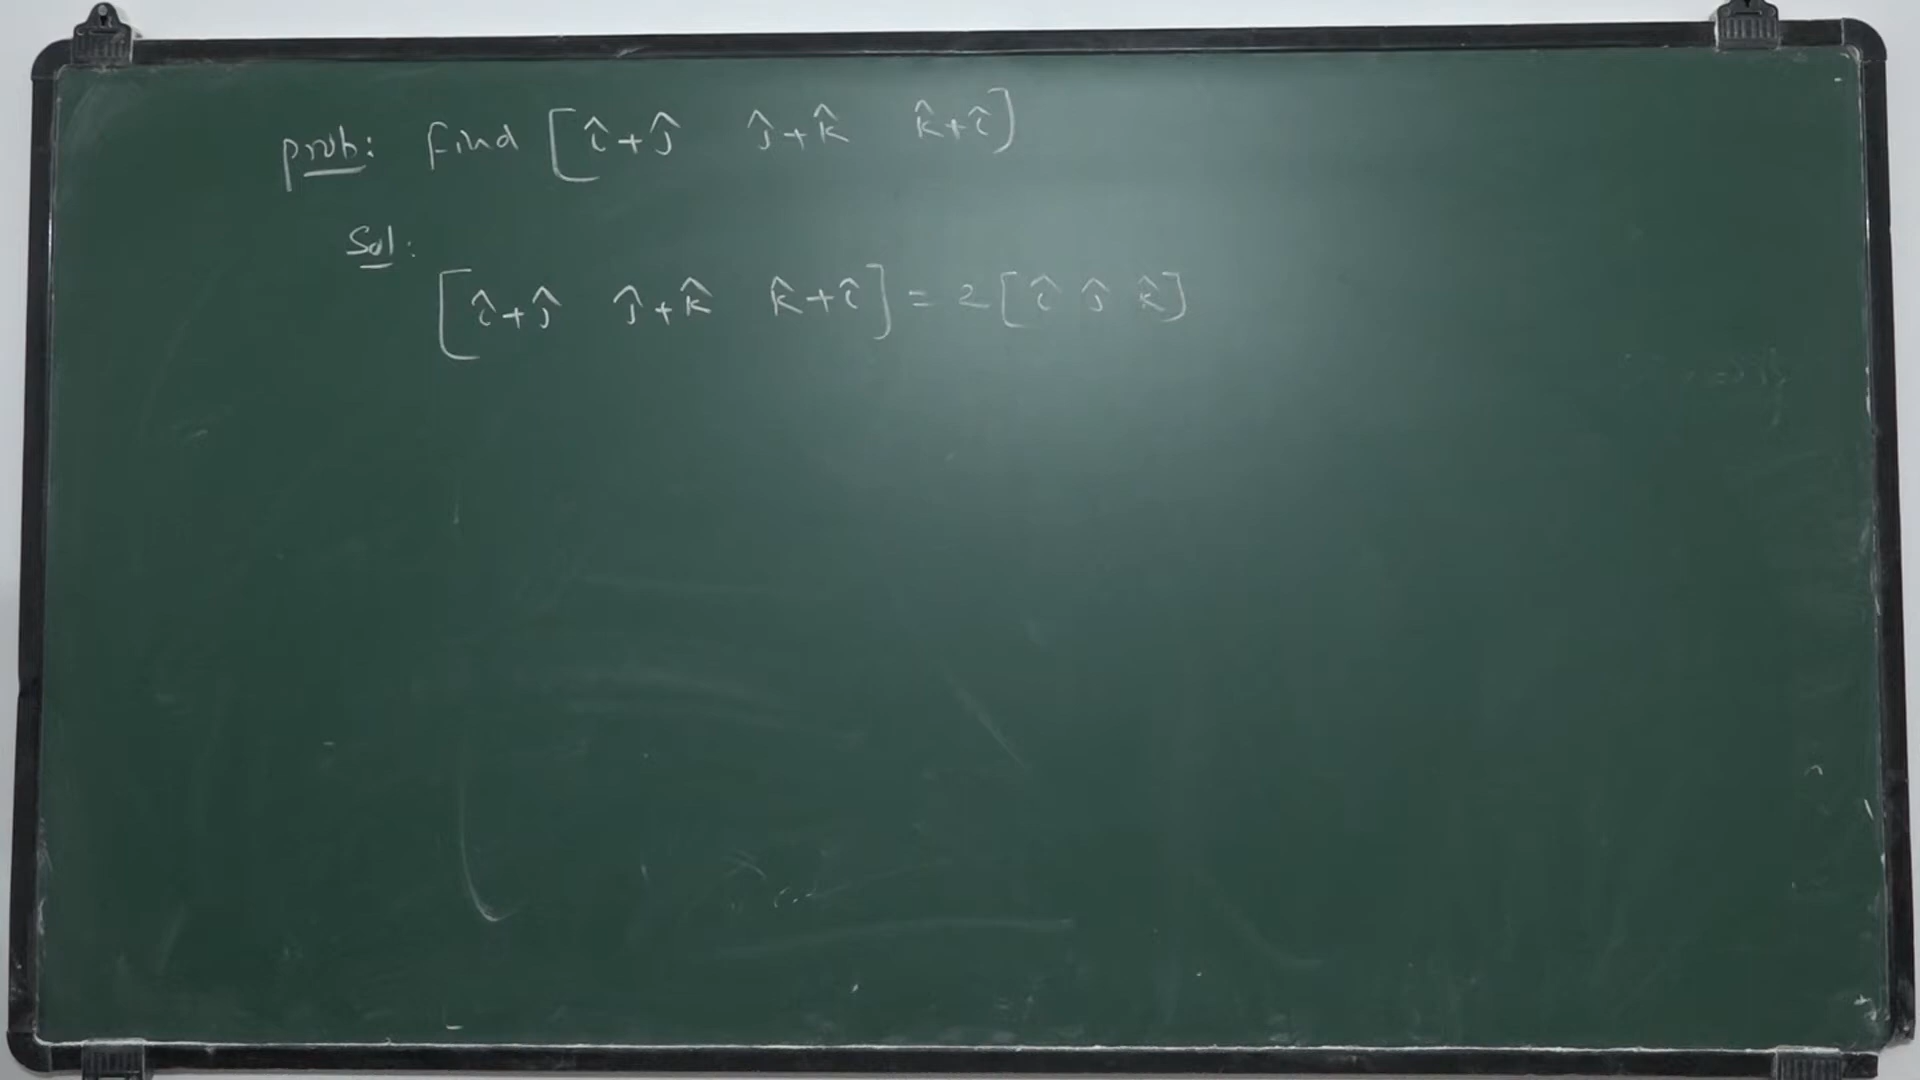 prob: Find [î+ĵ ĵ+k̂ k̂+î]
Sol:
[î+ĵ ĵ+k̂ k̂+î] = 2[î ĵ k̂]